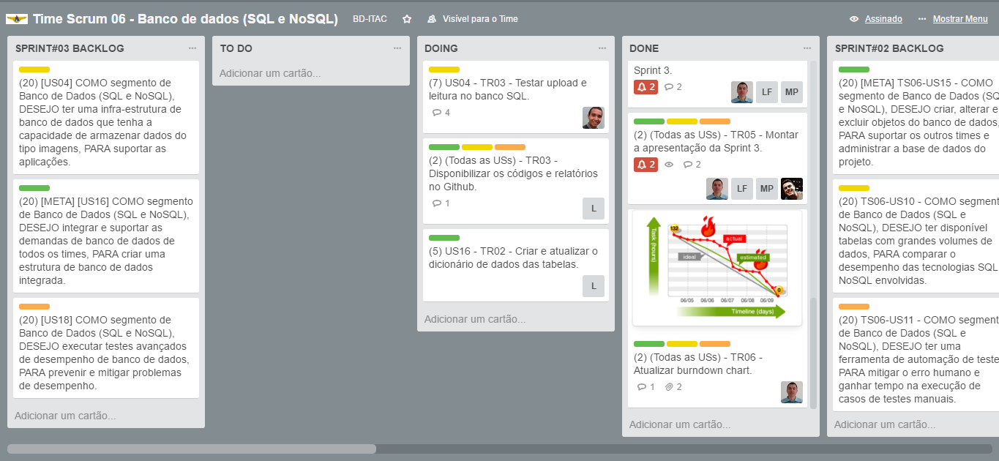 Time Scrum 06 - Banco de dados (SQL e NoSQL)
BD-ITAC
Visível para o Time
Assinado
Mostrar Menu
SPRINT#03 BACKLOG
(20) [US04] COMO segmento de
Banco de Dados (SQL e NoSQL),
DESEJO ter uma infra-estrutura de
banco de dados que tenha a
capacidade de armazenar dados do
tipo imagens, PARA suportar as
aplicações.
(20) [META] [US16] COMO segmento
de Banco de Dados (SQL e NoSQL),
DESEJO integrar e suportar as
demandas de banco de dados de
todos os times, PARA criar uma
estrutura de banco de dados
integrada.
(20) [US18] COMO segmento de
Banco de Dados (SQL e NoSQL),
DESEJO executar testes avançados
de desempenho de banco de dados,
PARA prevenir e mitigar problemas
de desempenho.
Adicionar um cartão...
TO DO
Adicionar um cartão...
DOING
(7) US04 - TR03 - Testar upload e
leitura no banco SQL.
4
(2) (Todas as USs) - TR03 -
Disponibilizar os códigos e relatórios
no Github.
1
L
(5) US16 - TR02 - Criar e atualizar o
dicionário de dados das tabelas.
L
Adicionar um cartão...
DONE
Sprint 3.
2 2
LF MP
(2) (Todas as USs) - TR05 - Montar
a apresentação da Sprint 3.
2 2
LF MP
132
Task (hours)
actual
ideal
estimated
0
06/05 06/06 06/07 06/08 06/09
Timeline (days)
(2) (Todas as USs) - TR06 -
Atualizar burndown chart.
1 2
Adicionar um cartão...
SPRINT#02 BACKLOG
(20) [META] TS06-US15 - COMO
segmento de Banco de Dados (SQ
e NoSQL), DESEJO criar, alterar e
excluir objetos do banco de dados,
PARA suportar os outros times e
administrar a base de dados do
projeto.
(20) TS06-US10 - COMO segment
de Banco de Dados (SQL e
NoSQL), DESEJO ter disponível
tabelas com grandes volumes de
dados, PARA comparar o
desempenho das tecnologias SQL
NoSQL envolvidas.
(20) TS06-US11 - COMO segment
de Banco de Dados (SQL e
NoSQL), DESEJO ter uma
ferramenta de automação de teste
PARA mitigar o erro humano e
ganhar tempo na execução de
casos de testes manuais.
Adicionar um cartão...